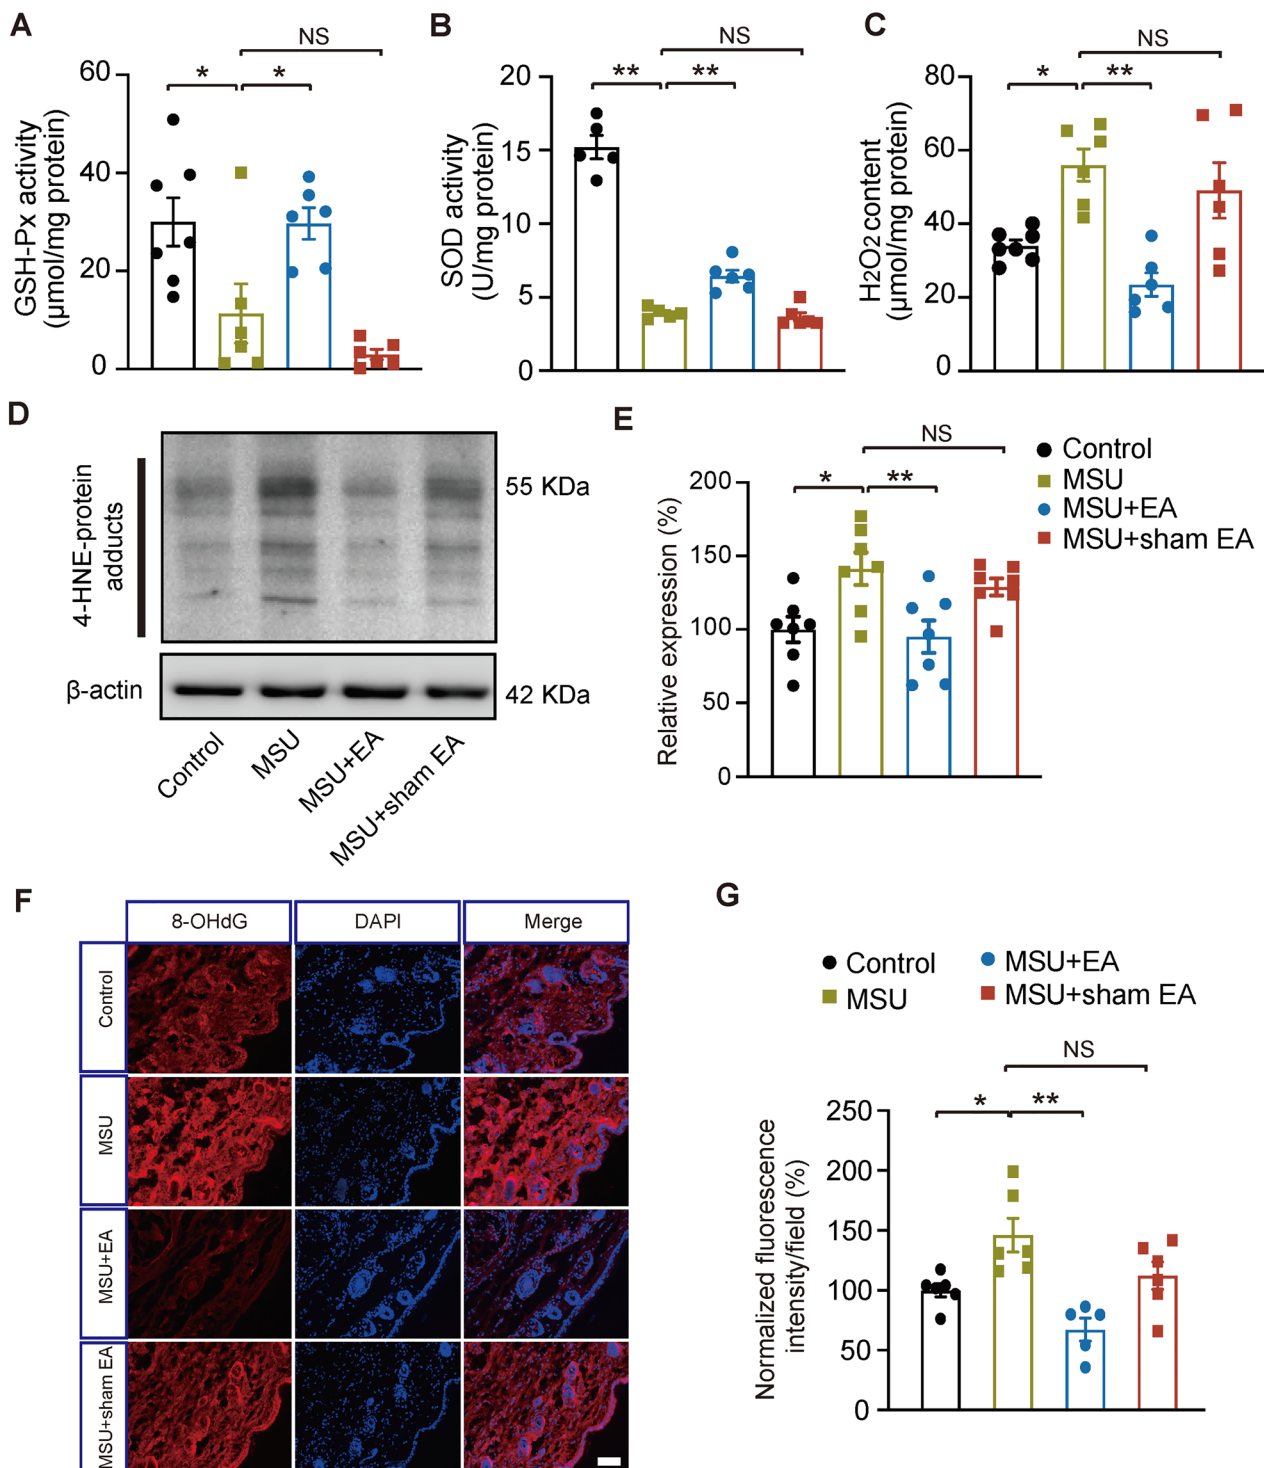 A
NS
*
*
60
40
20
0
GSH-Px activity
(μmol/mg protein)
B
NS
**
**
20
15
10
5
0
SOD activity
(U/mg protein)
C
NS
*
**
80
60
40
20
0
H2O2 content
(μmol/mg protein)
D
4-HNE-protein
adducts
55 KDa
β-actin
42 KDa
Control
MSU
MSU+EA
MSU+sham EA
E
NS
*
**
200
150
100
50
0
Relative expression (%)
Control
MSU
MSU+EA
MSU+sham EA
F
8-OHdG
DAPI
Merge
Control
MSU
MSU+EA
MSU+sham EA
G
Control
MSU
MSU+EA
MSU+sham EA
NS
*
**
250
200
150
100
50
0
Normalized fluorescence
intensity/field (%)